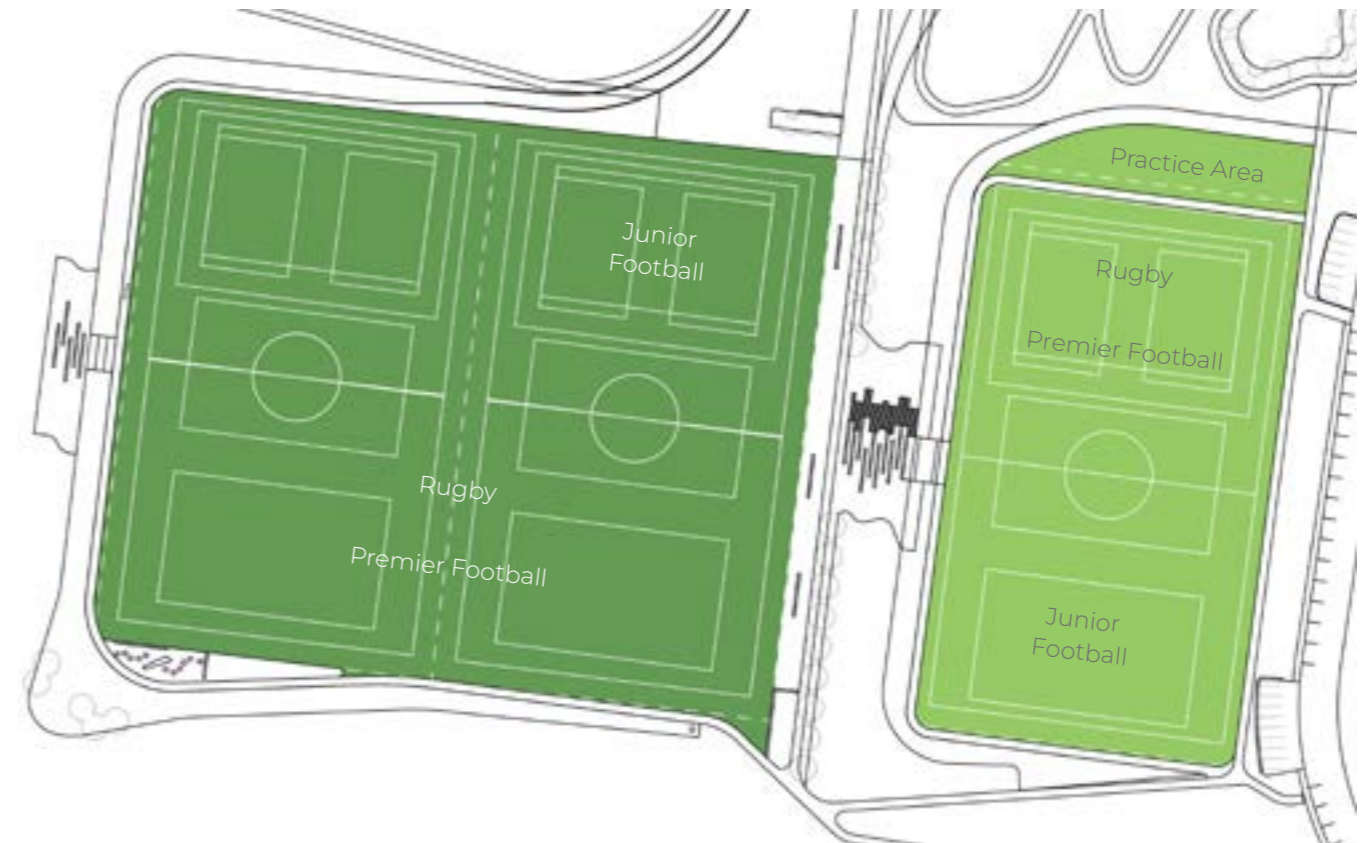 Junior
Football
Rugby
Premier Football
Practice Area
Rugby
Premier Football
Junior
Football